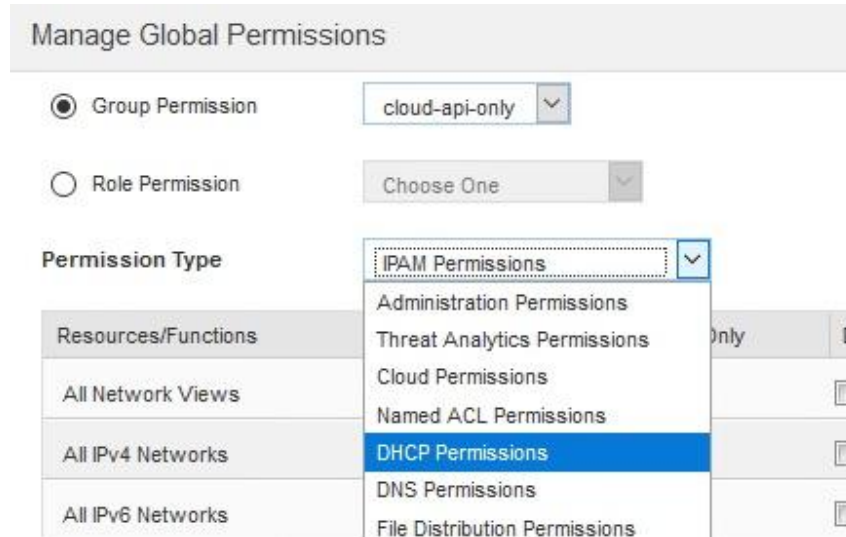 Manage Global Permissions
Group Permission
cloud-api-only
Role Permission
Choose One
Permission Type
IPAM Permissions
Administration Permissions
Resources/Functions
Threat Analytics Permissions
Only
Cloud Permissions
All Network Views
Named ACL Permissions
All IPv4 Networks
DHCP Permissions
DNS Permissions
All IPv6 Networks
File Distribution Permissions